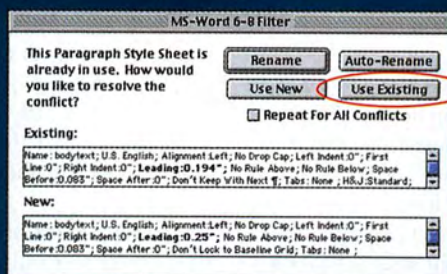 MS-Word 6-8 Filter
This Paragraph Style Sheet is
already in use. How would
you like to resolve the
conflict?
Rename
Auto-Rename
Use New
Use Existing
Repeat For All Conflicts
Existing:
Name: bodytext; U.S. English; Alignment:Left; No Drop Cap; Left Indent:0"; First
Line:0"; Right Indent:0"; Leading:0.194"; No Rule Above; No Rule Below; Space
Before:0.083"; Space After:0"; Don't Keep With Next ¶; Tabs: None; H&J:Standard;
New:
Name: bodytext; U.S. English; Alignment:Left; No Drop Cap; Left Indent:0"; First
Line:0"; Right Indent:0"; Leading:0.25"; No Rule Above; No Rule Below; Space
Before:0.083"; Space After:0"; Don't Lock to Baseline Grid; Tabs: None ;